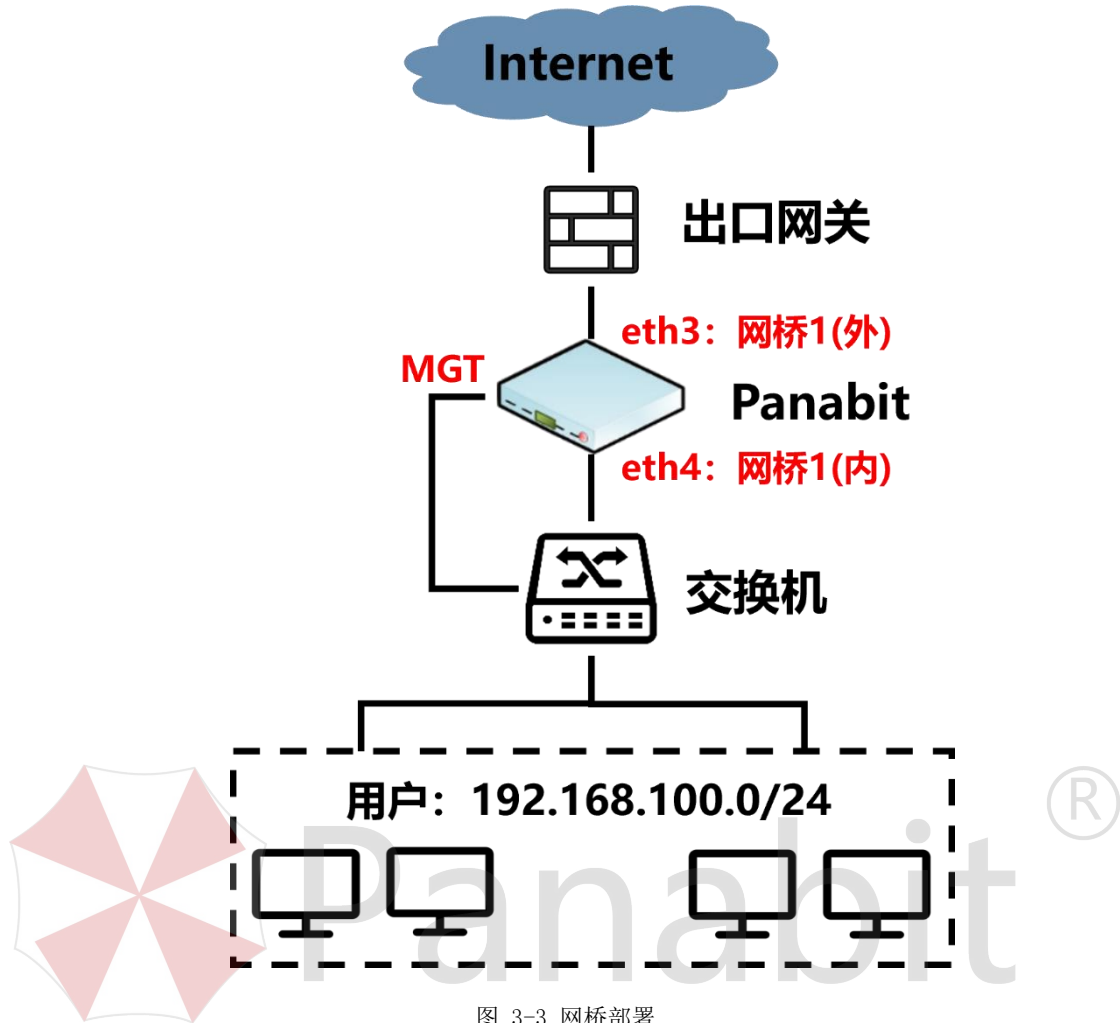 Internet
出口网关
eth3：网桥1(外)
MGT
Panabit
eth4：网桥1(内)
交换机
用户：192.168.100.0/24
Panabit®
图 3-3 网桥部署